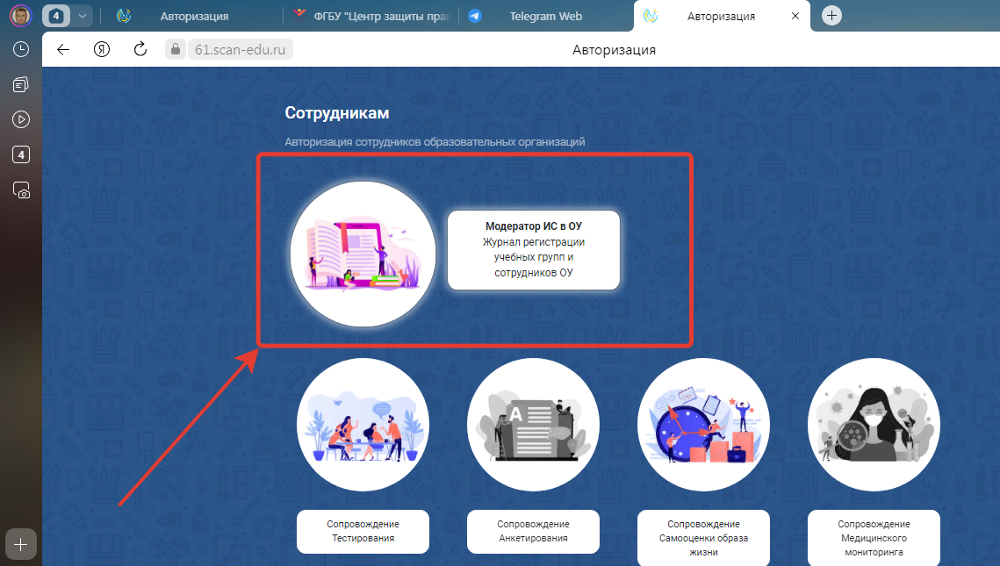 4
Авторизация
ФГБУ "Центр защиты прав
Telegram Web
Авторизация
61.scan-edu.ru
Авторизация
4
Сотрудникам
Авторизация сотрудников образовательных организаций
Модератор ИС в ОУ
Журнал регистрации
учебных групп и
сотрудников ОУ
A
Сопровождение
Тестирования
Сопровождение
Анкетирования
Сопровождение
Самооценки образа
жизни
Сопровождение
Медицинского
мониторинга